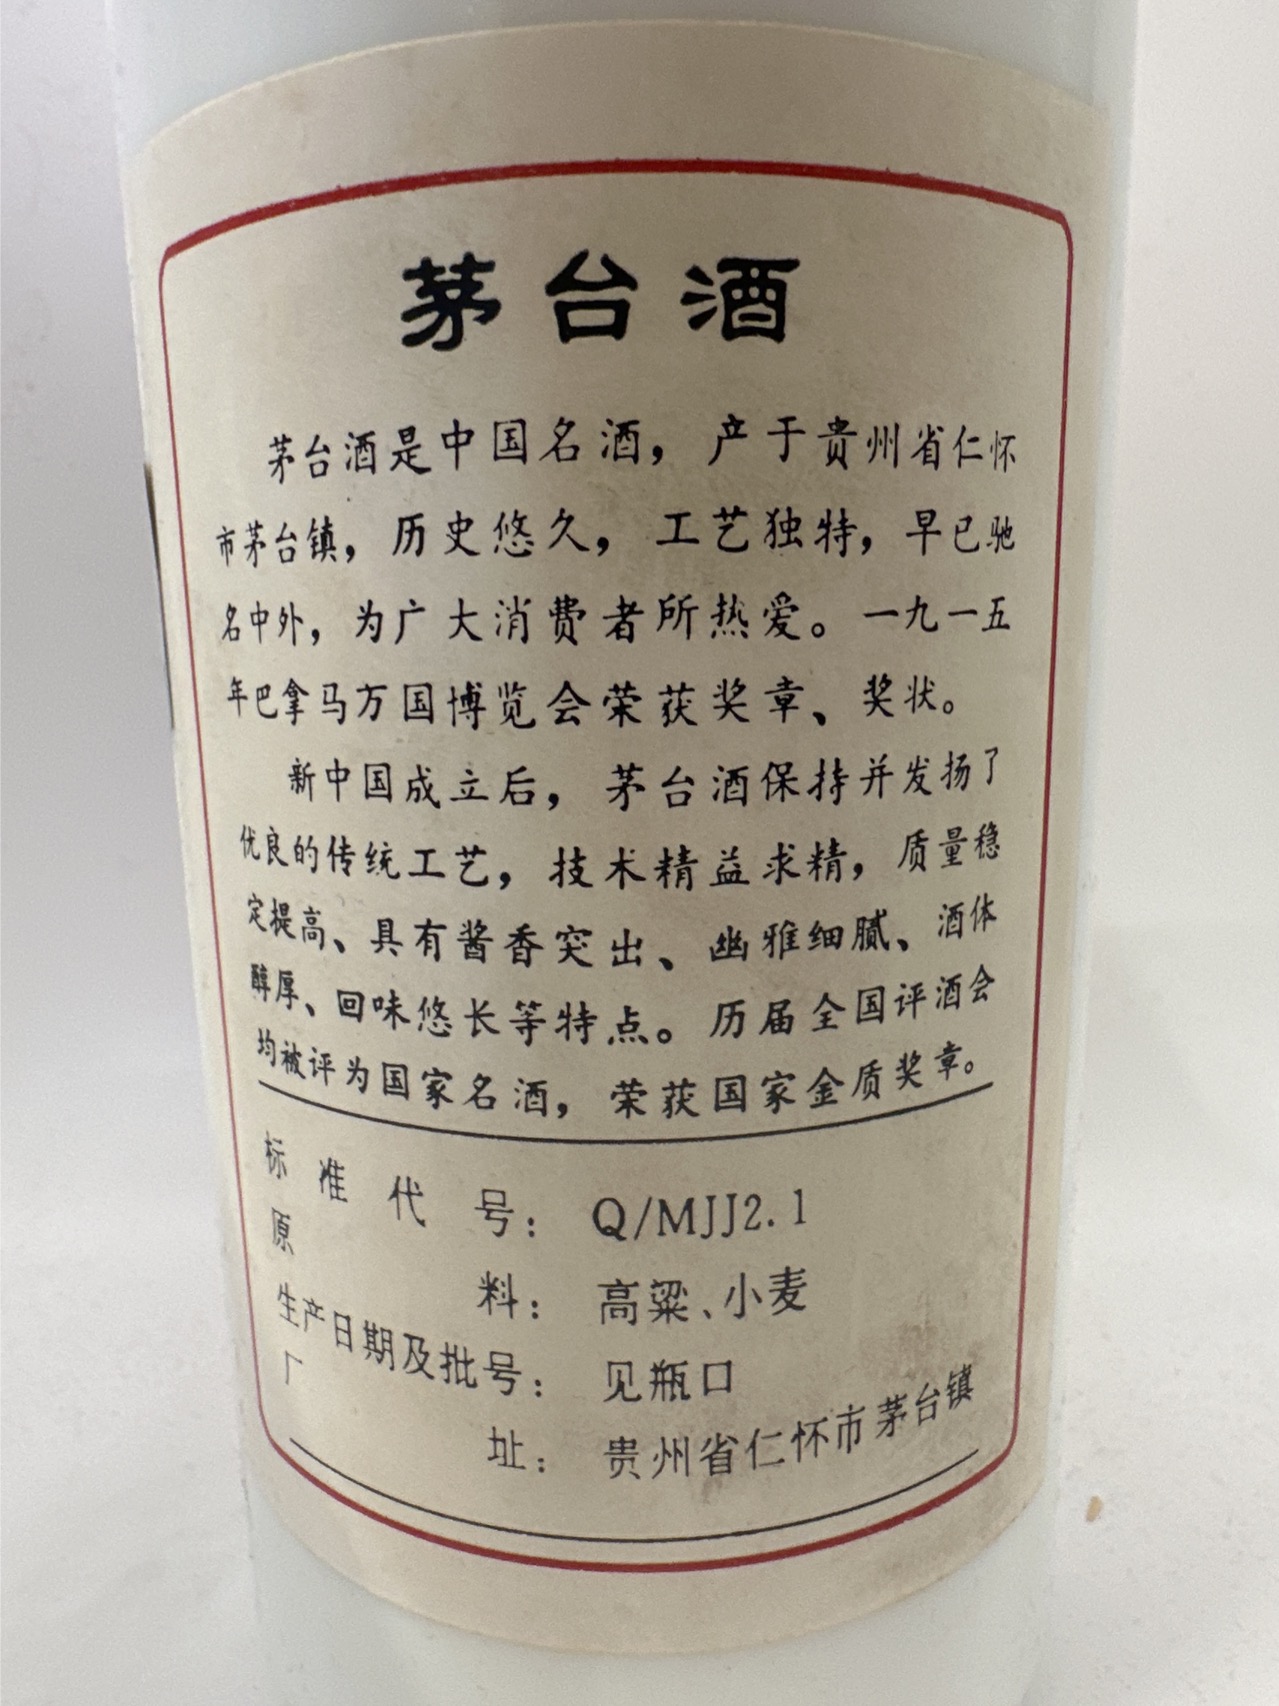 茅台酒
茅台酒是中国名酒，产于贵州省仁怀
市茅台镇，历史悠久，工艺独特，早已驰
名中外，为广大消费者所热爱。一九一五
年巴拿马万国博览会荣获奖章、奖状。
新中国成立后，茅台酒保持并发扬了
优良的传统工艺，技术精益求精，质量稳
定提高、具有酱香突出、幽雅细腻、酒体
醇厚、回味悠长等特点。历届全国评酒会
均被评为国家名酒，荣获国家金质奖章。
标准代号：Q/MJJ2.1
原料：高粱、小麦
生产日期及批号：见瓶口
厂址：贵州省仁怀市茅台镇